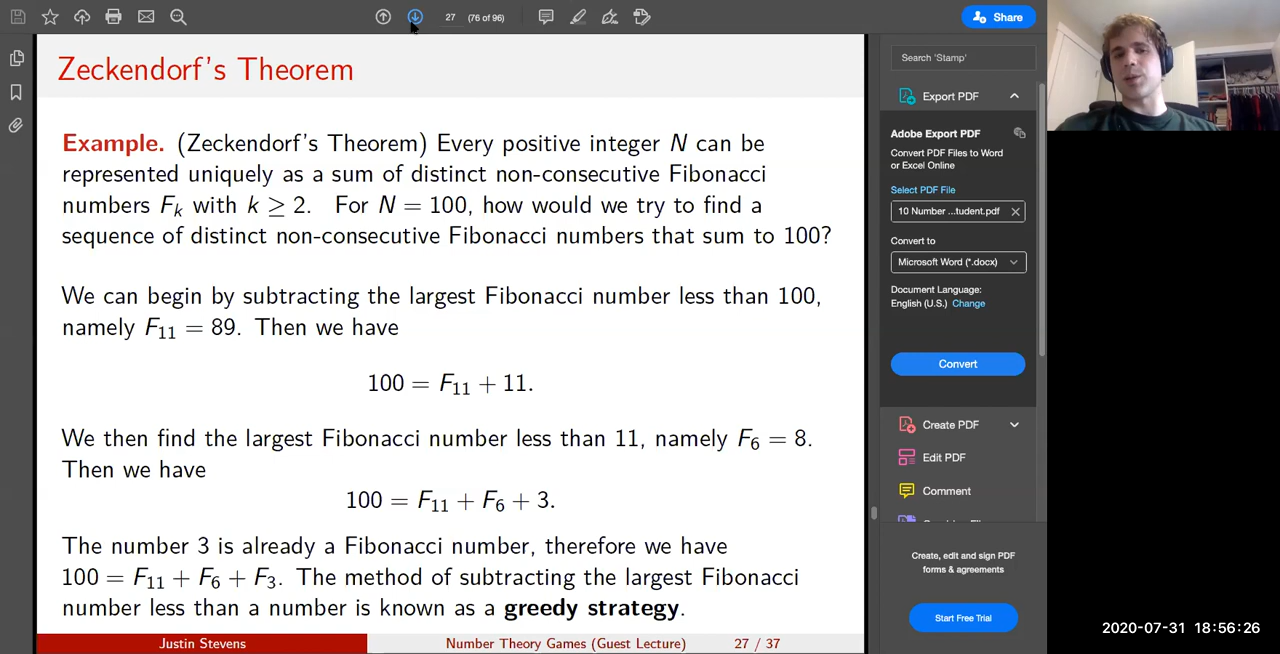 27 (76 of 96)
Share
Zeckendorf's Theorem
Example. (Zeckendorf's Theorem) Every positive integer N can be
represented uniquely as a sum of distinct non-consecutive Fibonacci
numbers Fₖ with k ≥ 2. For N = 100, how would we try to find a
sequence of distinct non-consecutive Fibonacci numbers that sum to 100?
We can begin by subtracting the largest Fibonacci number less than 100,
namely F₁₁ = 89. Then we have
100 = F₁₁ + 11.
We then find the largest Fibonacci number less than 11, namely F₆ = 8.
Then we have
100 = F₁₁ + F₆ + 3.
The number 3 is already a Fibonacci number, therefore we have
100 = F₁₁ + F₆ + F₃. The method of subtracting the largest Fibonacci
number less than a number is known as a greedy strategy.
Justin Stevens
Number Theory Games (Guest Lecture)
27 / 37
Search 'Stamp'
Export PDF
Adobe Export PDF
Convert PDF Files to Word
or Excel Online
Select PDF File
10 Number ...tudent.pdf
Convert to
Microsoft Word (*.docx)
Document Language:
English (U.S.) Change
Convert
Create PDF
Edit PDF
Comment
Create, edit and sign PDF
forms & agreements
Start Free Trial
2020-07-31 18:56:26